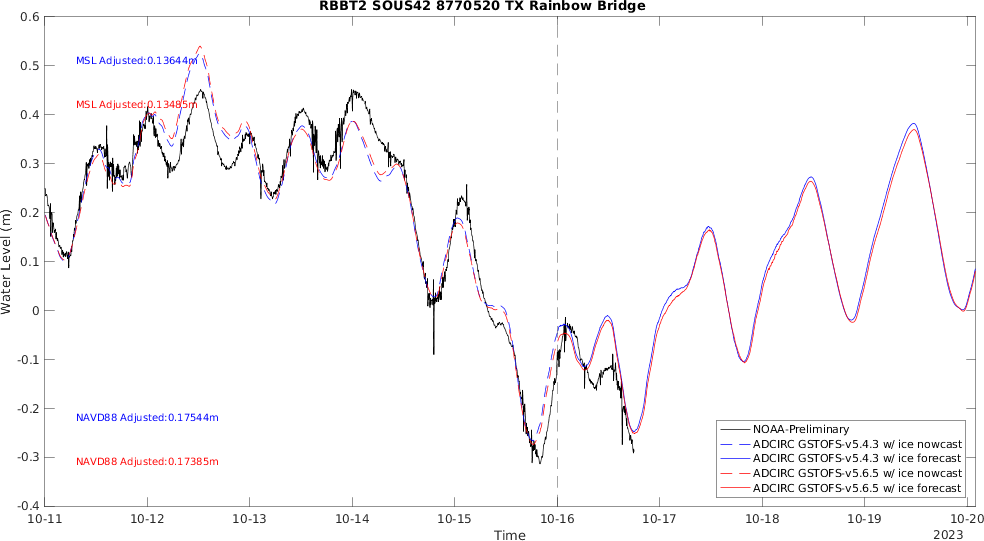 RBBT2 SOUS42 8770520 TX Rainbow Bridge
0.6
0.5
0.4
0.3
0.2
0.1
0
-0.1
-0.2
-0.3
-0.4
Water Level (m)
MSL Adjusted:0.13644m
MSL Adjusted:0.13485m
NAVD88 Adjusted:0.17544m
NAVD88 Adjusted:0.17385m
NOAA-Preliminary
ADCIRC GSTOFS-v5.4.3 w/ ice nowcast
ADCIRC GSTOFS-v5.4.3 w/ ice forecast
ADCIRC GSTOFS-v5.6.5 w/ ice nowcast
ADCIRC GSTOFS-v5.6.5 w/ ice forecast
10-11 10-12 10-13 10-14 10-15 10-16 10-17 10-18 10-19 10-20
Time
2023